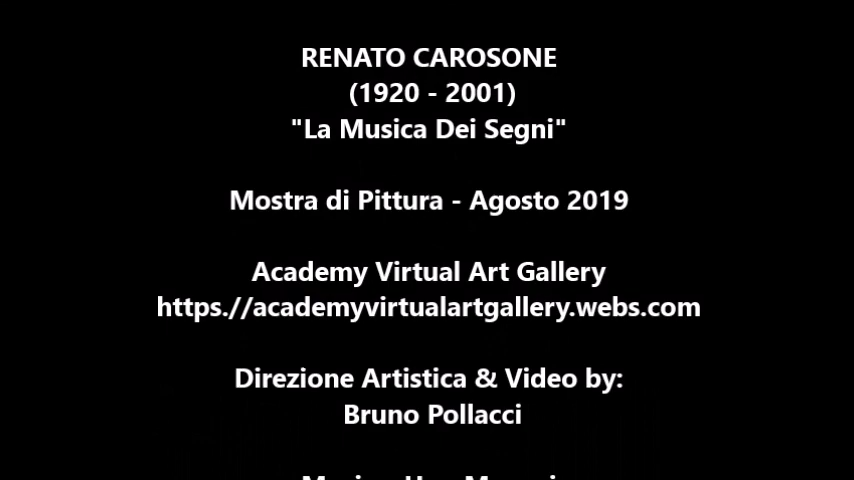 RENATO CAROSONE
(1920 - 2001)
"La Musica Dei Segni"
Mostra di Pittura - Agosto 2019
Academy Virtual Art Gallery
https.//academyvirtualartgallery.webs.com
Direzione Artistica & Video by:
Bruno Pollacci